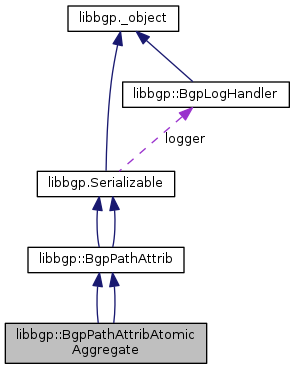 libbgp._object
libbgp::BgpLogHandler
logger
libbgp.Serializable
libbgp::BgpPathAttrib
libbgp::BgpPathAttribAtomic
Aggregate